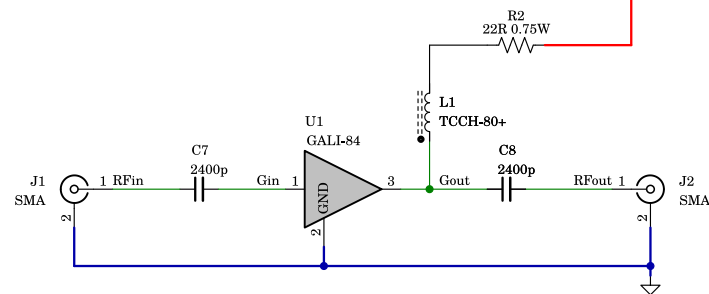 R2
22R 0.75W
L1
TCCH-80+
U1
GALI-84
C7
2400p
C8
2400p
J1
SMA
1
RFin
Gin
1
GND
3
Gout
RFout
1
J2
SMA
2
2
2